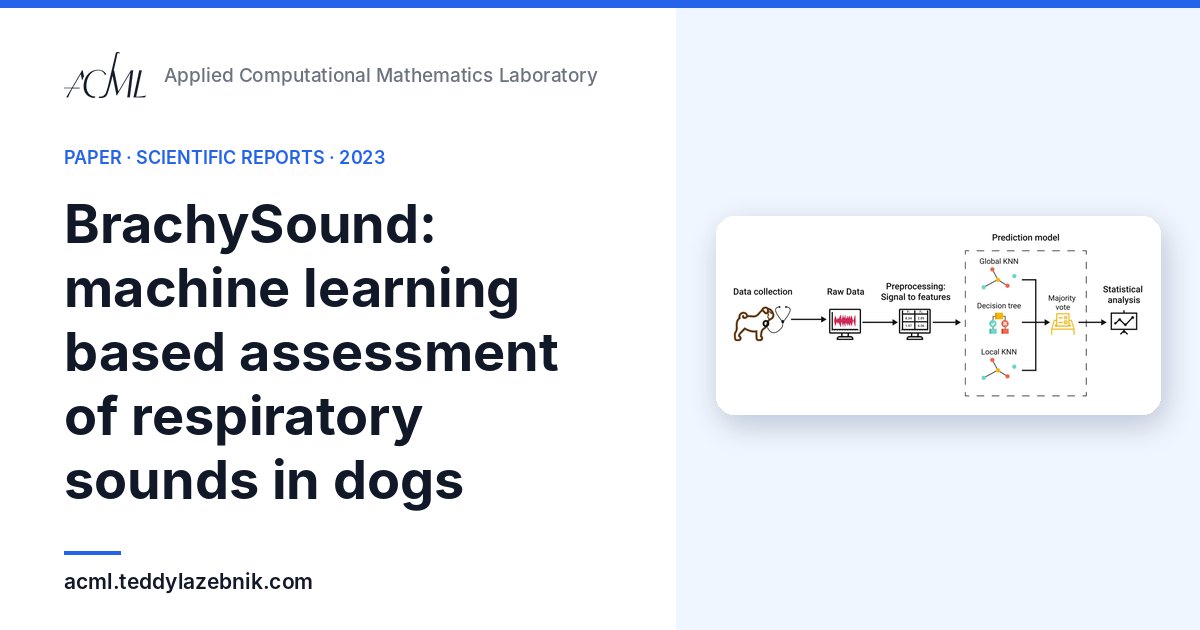 ACML
Applied Computational Mathematics Laboratory
PAPER · SCIENTIFIC REPORTS · 2023
BrachySound:
machine learning
based assessment
of respiratory
sounds in dogs
acml.teddylazebnik.com
Prediction model
Data collection
Raw Data
Preprocessing:
Signal to features
Global KNN
Decision tree
Local KNN
Majority
vote
Statistical
analysis